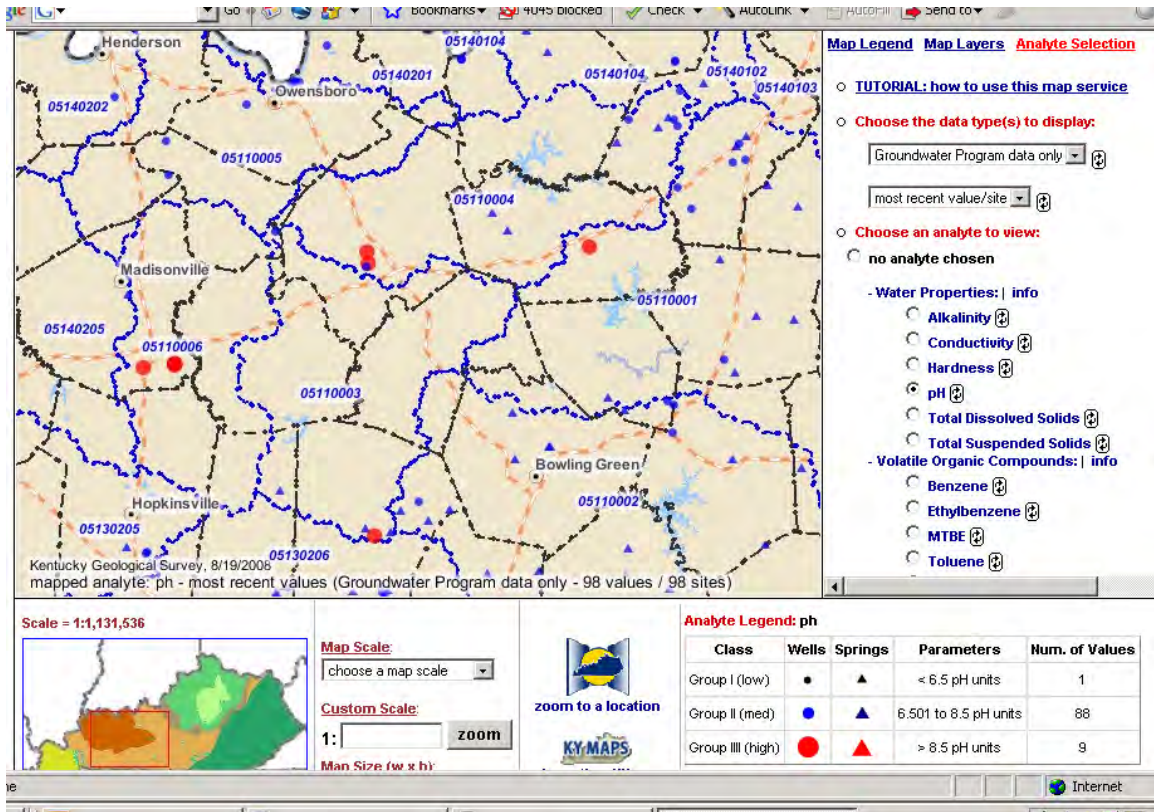 Go
Bookmarks
4045 blocked
Check
AutoLink
AutoFill
Send to
Henderson
05140104
05140201
05140104
05140102
05140103
05140202
Owensboro
05110005
05110004
Madisonville
05110001
05140205
05110006
05110003
Bowling Green
Hopkinsville
05110002
05130205
05130206
Kentucky Geological Survey, 8/19/2008
mapped analyte: ph - most recent values (Groundwater Program data only - 98 values / 98 sites)
Map Legend Map Layers Analyte Selection
TUTORIAL: how to use this map service
Choose the data type(s) to display:
Groundwater Program data only
most recent value/site
Choose an analyte to view:
no analyte chosen
- Water Properties: | info
Alkalinity
Conductivity
Hardness
pH
Total Dissolved Solids
Total Suspended Solids
- Volatile Organic Compounds: | info
Benzene
Ethylbenzene
MTBE
Toluene
Scale = 1:1,131,536
Map Scale:
choose a map scale
Custom Scale:
1: zoom
Map Size (w x h):
zoom to a location
KY MAPS
Analyte Legend: ph
Class Wells Springs Parameters Num. of Values
Group I (low) < 6.5 pH units 1
Group II (med) 6.501 to 8.5 pH units 88
Group IIII (high) > 8.5 pH units 9
Internet